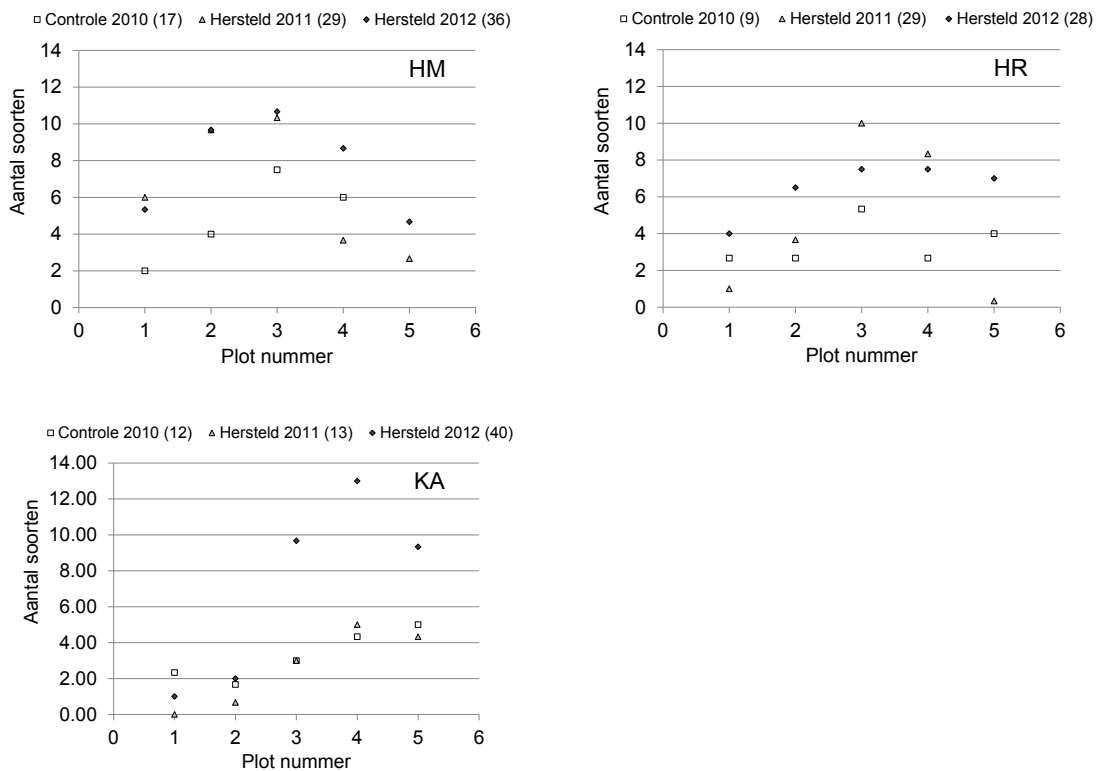 Controle 2010 (17) Hersteld 2011 (29) Hersteld 2012 (36)
14
12
10
8
6
4
2
0
Aantal soorten
HM
0 1 2 3 4 5 6
Plot nummer
Controle 2010 (9) Hersteld 2011 (29) Hersteld 2012 (28)
14
12
10
8
6
4
2
0
Aantal soorten
HR
0 1 2 3 4 5 6
Plot nummer
Controle 2010 (12) Hersteld 2011 (13) Hersteld 2012 (40)
14.00
12.00
10.00
8.00
6.00
4.00
2.00
0.00
Aantal soorten
KA
0 1 2 3 4 5 6
Plot nummer